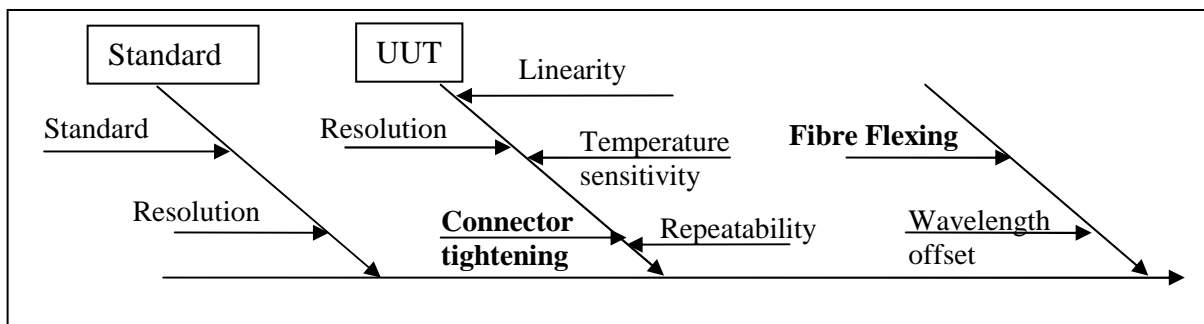 Standard
UUT
Linearity
Standard
Resolution
Temperature
sensitivity
Fibre Flexing
Resolution
Connector
tightening
Repeatability
Wavelength
offset